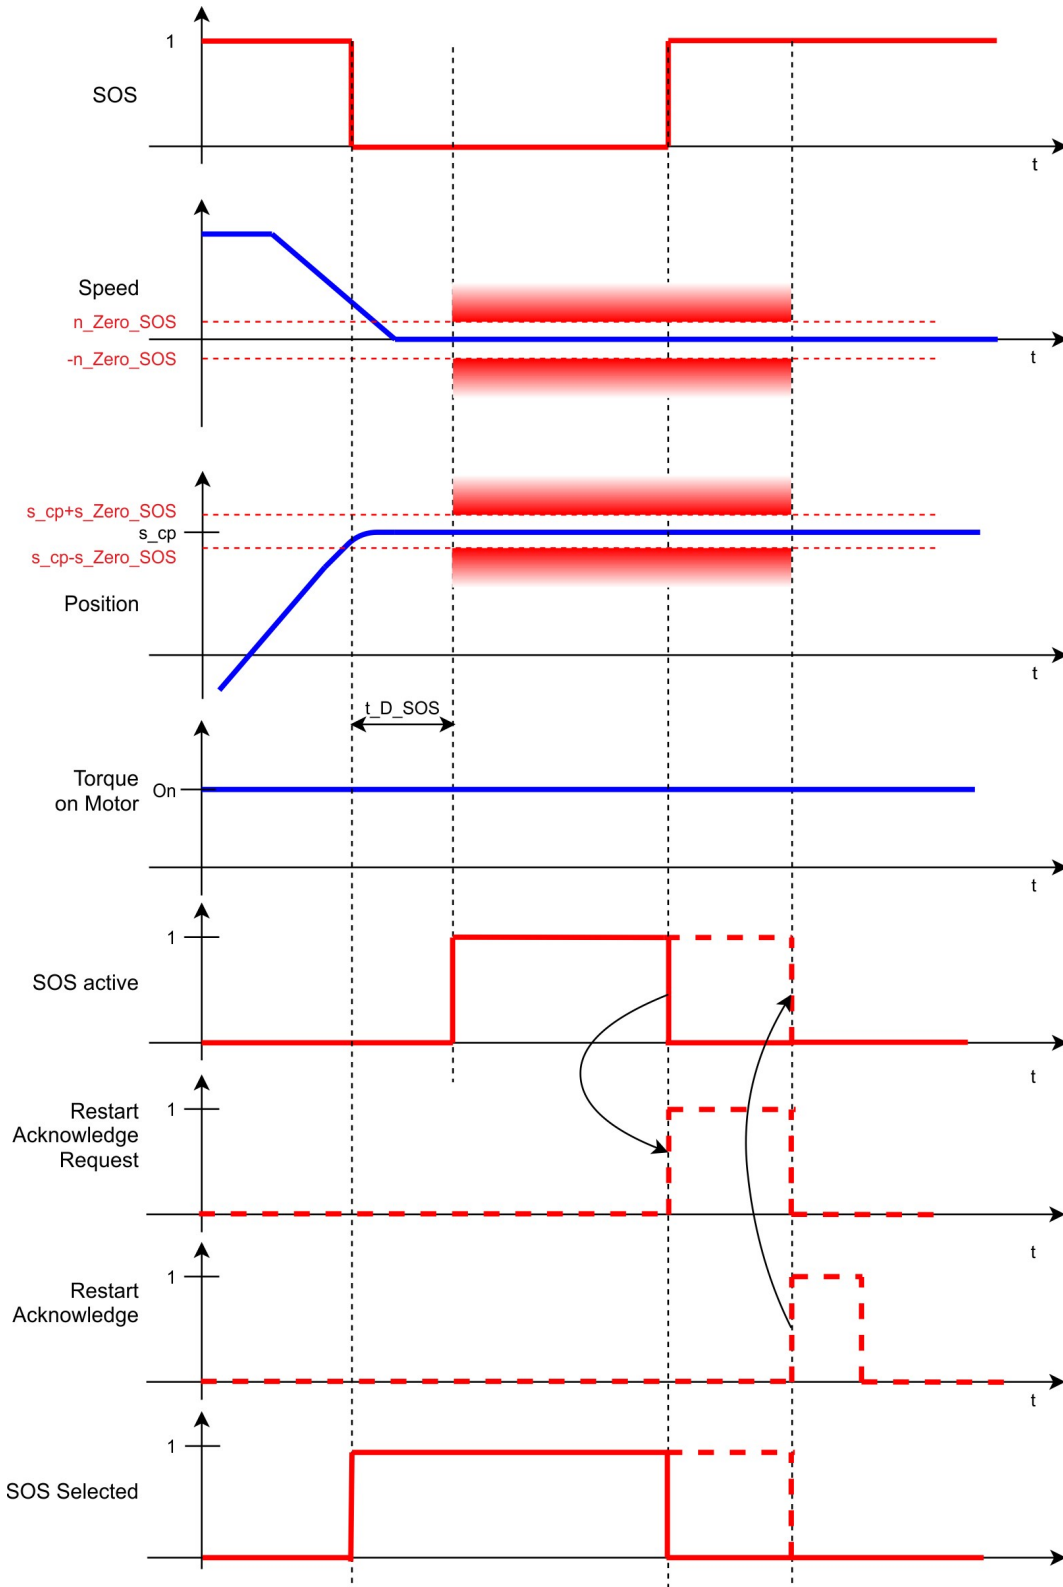 1
SOS
t
Speed
n_Zero_SOS
-n_Zero_SOS
t
s_cp+s_Zero_SOS
s_cp
s_cp-s_Zero_SOS
Position
t
t_D_SOS
Torque
on Motor
On
t
1
SOS active
t
1
Restart
Acknowledge
Request
t
1
Restart
Acknowledge
t
1
SOS Selected